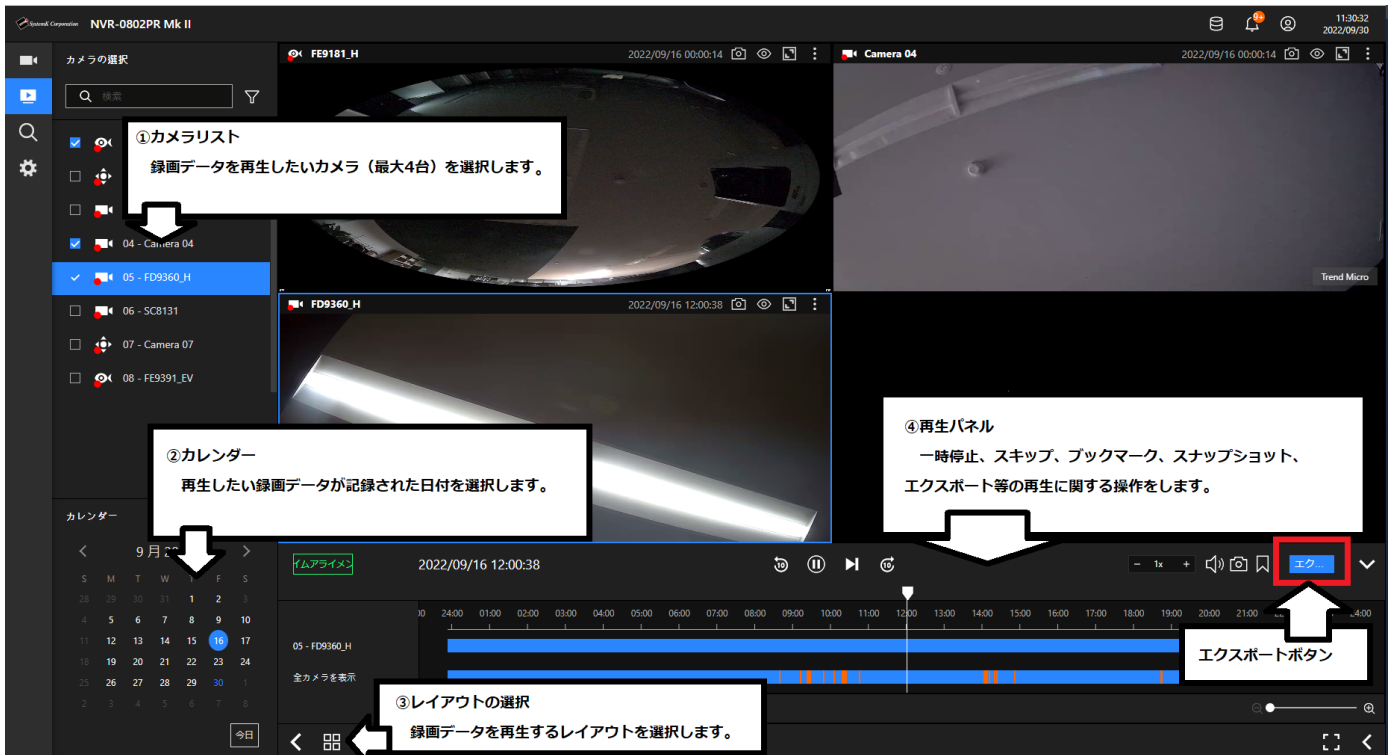 SystemK Corporation NVR-0802PR Mk II
9+
11:30:32
2022/09/30
カメラの選択
検索
①カメラリスト
録画データを再生したいカメラ（最大4台）を選択します。
04 - Camera 04
05 - FD9360_H
06 - SC8131
07 - Camera 07
08 - FE9391_EV
FE9181_H 2022/09/16 00:00:14
Camera 04 2022/09/16 00:00:14
Trend Micro
FD9360_H 2022/09/16 12:00:38
②カレンダー
再生したい録画データが記録された日付を選択します。
④再生パネル
一時停止、スキップ、ブックマーク、スナップショット、
エクスポート等の再生に関する操作をします。
カレンダー
9月
S M T W T F S
28 29 30 31 1 2 3
4 5 6 7 8 9 10
11 12 13 14 15 16 17
18 19 20 21 22 23 24
25 26 27 28 29 30 1
2 3 4 5 6 7 8
今日
イムアライメン 2022/09/16 12:00:38
10 10
- 1x + エク...
24:00 01:00 02:00 03:00 04:00 05:00 06:00 07:00 08:00 09:00 10:00 11:00 12:00 13:00 14:00 15:00 16:00 17:00 18:00 19:00 20:00 21:00 24:00
05 - FD9360_H
全カメラを表示
エクスポートボタン
③レイアウトの選択
録画データを再生するレイアウトを選択します。